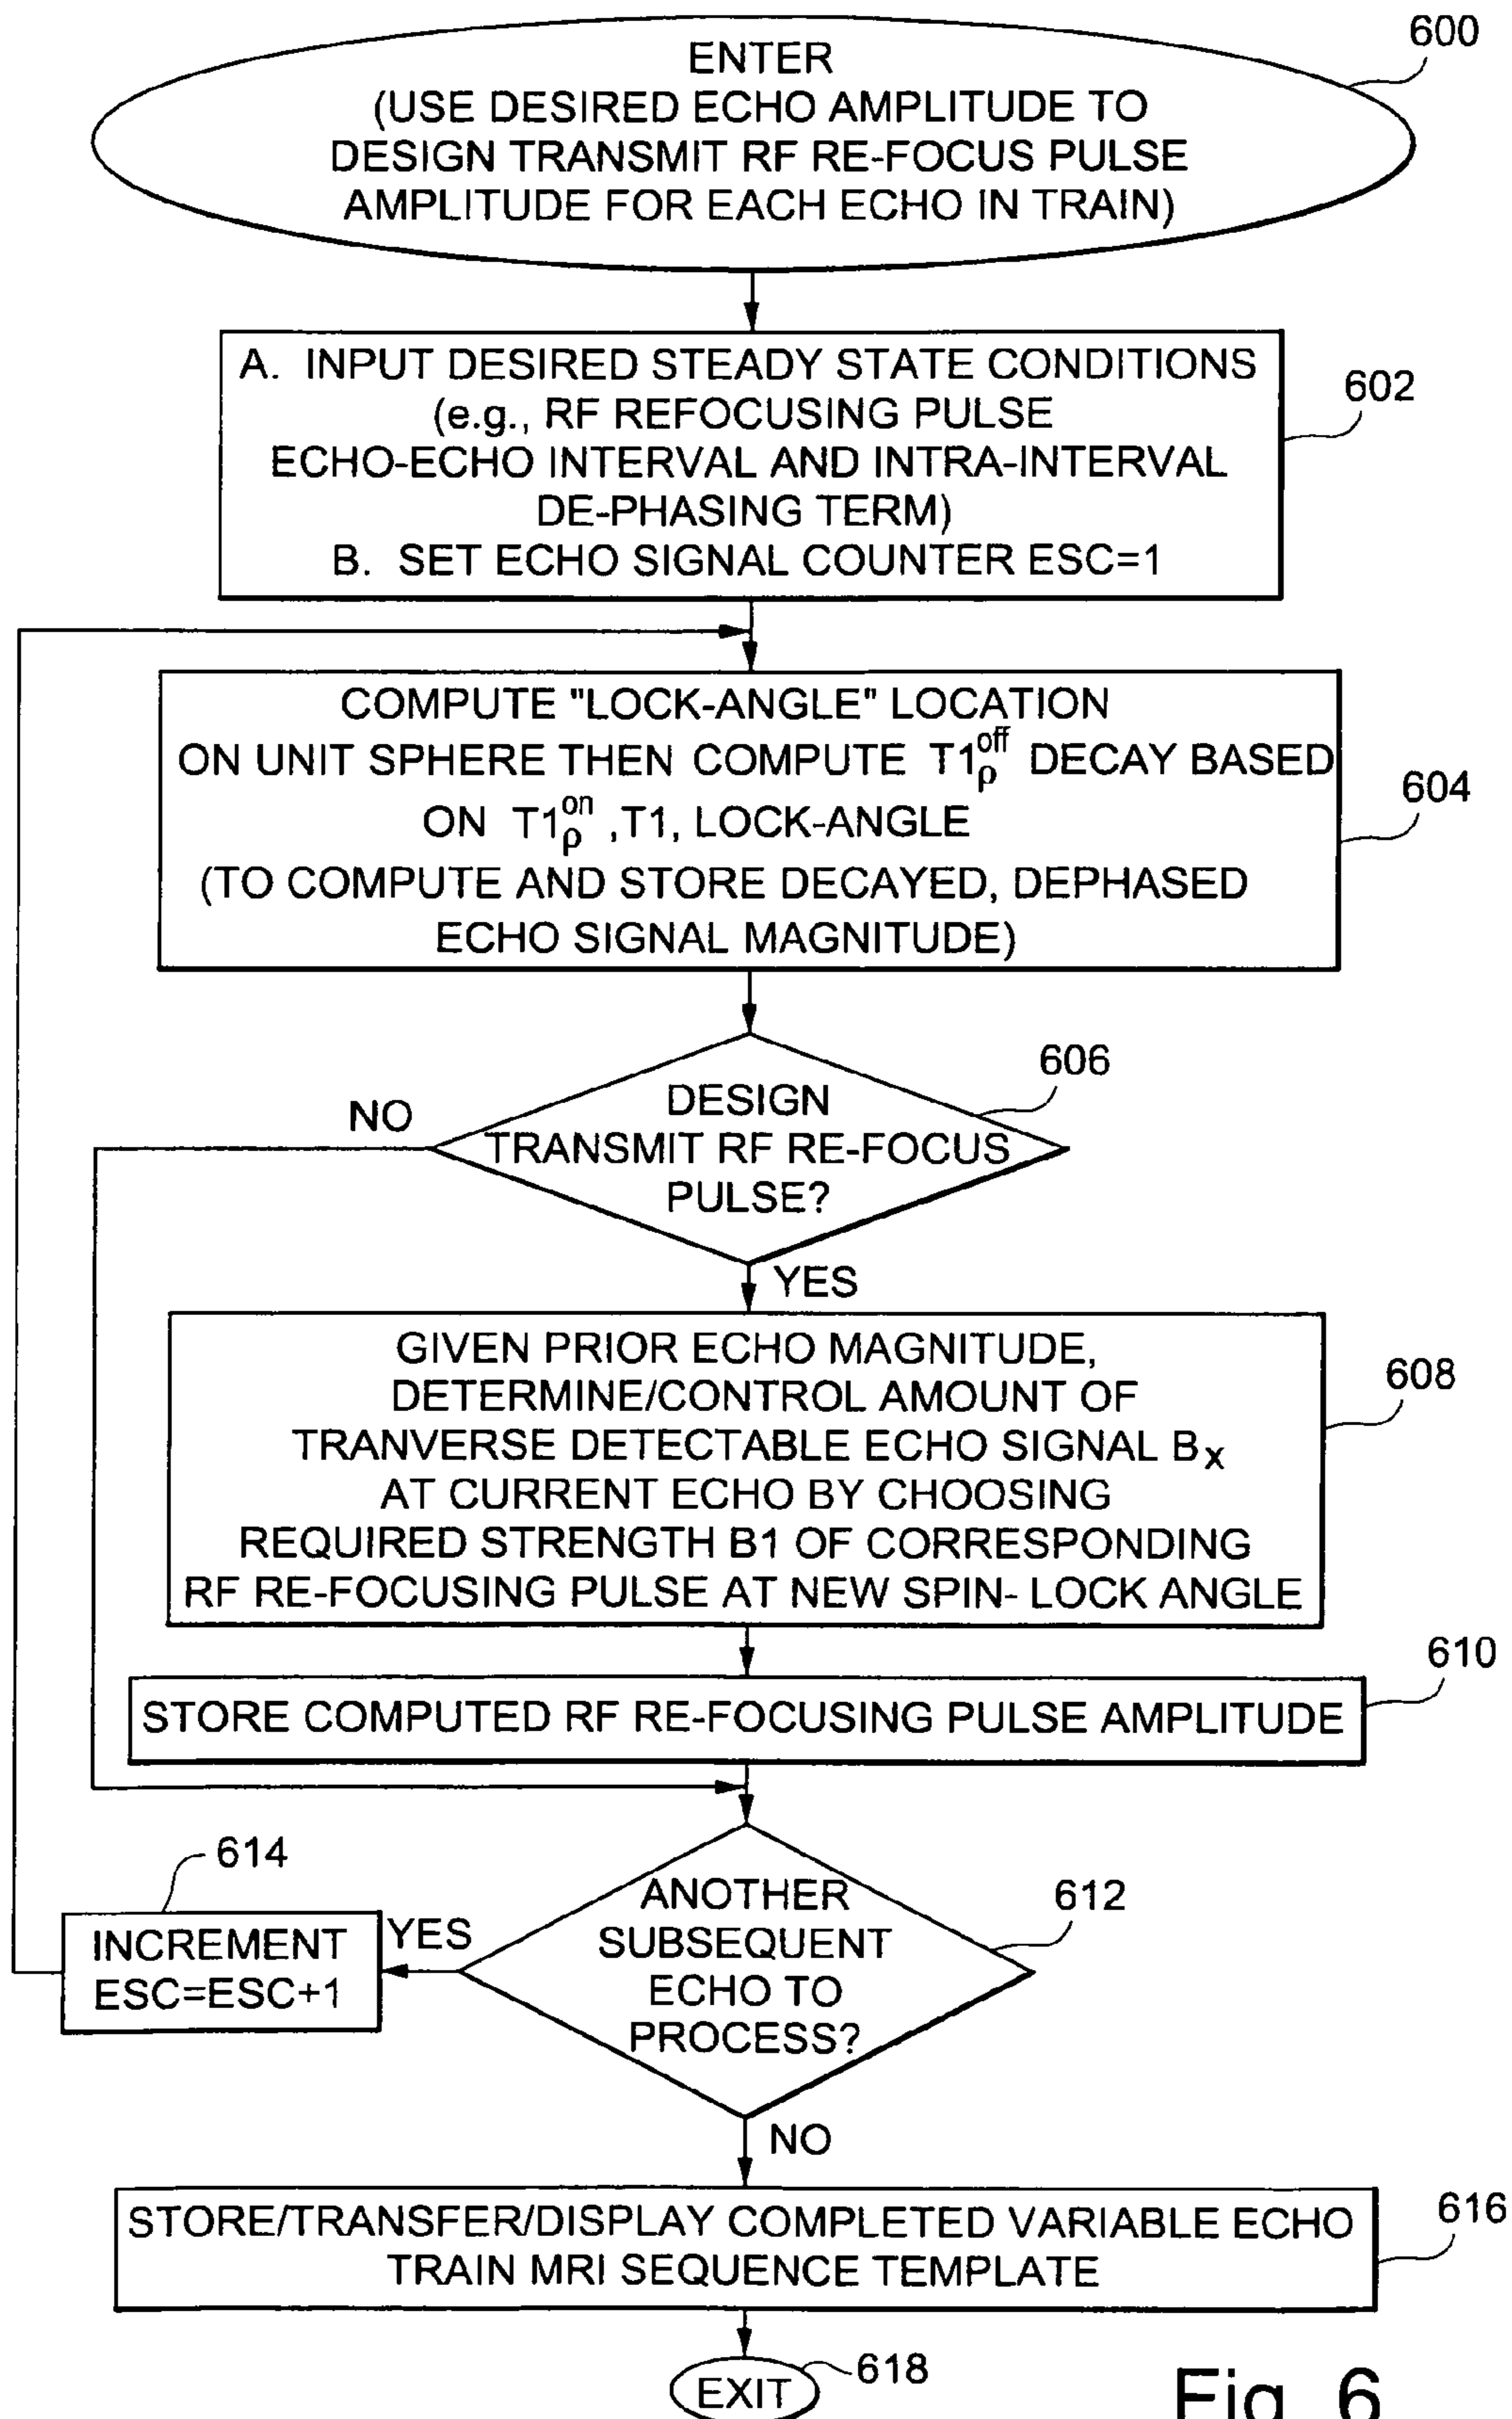 600
ENTER
(USE DESIRED ECHO AMPLITUDE TO
DESIGN TRANSMIT RF RE-FOCUS PULSE
AMPLITUDE FOR EACH ECHO IN TRAIN)
602
A. INPUT DESIRED STEADY STATE CONDITIONS
(e.g., RF REFOCUSING PULSE
ECHO-ECHO INTERVAL AND INTRA-INTERVAL
DE-PHASING TERM)
B. SET ECHO SIGNAL COUNTER ESC=1
604
COMPUTE "LOCK-ANGLE" LOCATION
ON UNIT SPHERE THEN COMPUTE T1ρ^off DECAY BASED
ON T1ρ^on ,T1, LOCK-ANGLE
(TO COMPUTE AND STORE DECAYED, DEPHASED
ECHO SIGNAL MAGNITUDE)
606
NO
DESIGN
TRANSMIT RF RE-FOCUS
PULSE?
YES
608
GIVEN PRIOR ECHO MAGNITUDE,
DETERMINE/CONTROL AMOUNT OF
TRANVERSE DETECTABLE ECHO SIGNAL Bx
AT CURRENT ECHO BY CHOOSING
REQUIRED STRENGTH B1 OF CORRESPONDING
RF RE-FOCUSING PULSE AT NEW SPIN- LOCK ANGLE
610
STORE COMPUTED RF RE-FOCUSING PULSE AMPLITUDE
614
INCREMENT
ESC=ESC+1
YES
612
ANOTHER
SUBSEQUENT
ECHO TO
PROCESS?
NO
616
STORE/TRANSFER/DISPLAY COMPLETED VARIABLE ECHO
TRAIN MRI SEQUENCE TEMPLATE
EXIT
618
Fig. 6